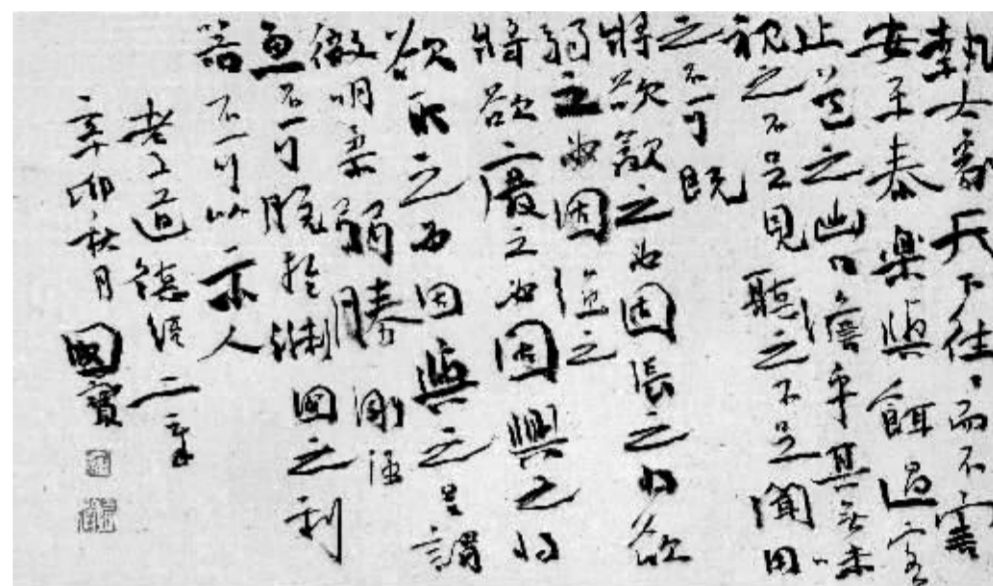 執大象天下往〻而不害
安平泰樂與餌過客
止道之出口澹乎其無味
視之不足見聽之不足聞用
之不可既
將欲歙之必固張之將欲
弱之必固強之
將欲廢之必固興之將
欲取之必固與之是謂
微明柔弱勝剛強
魚不可脫於淵國之利
器不可以示人
老子道德經二章
辛卯秋月國寶